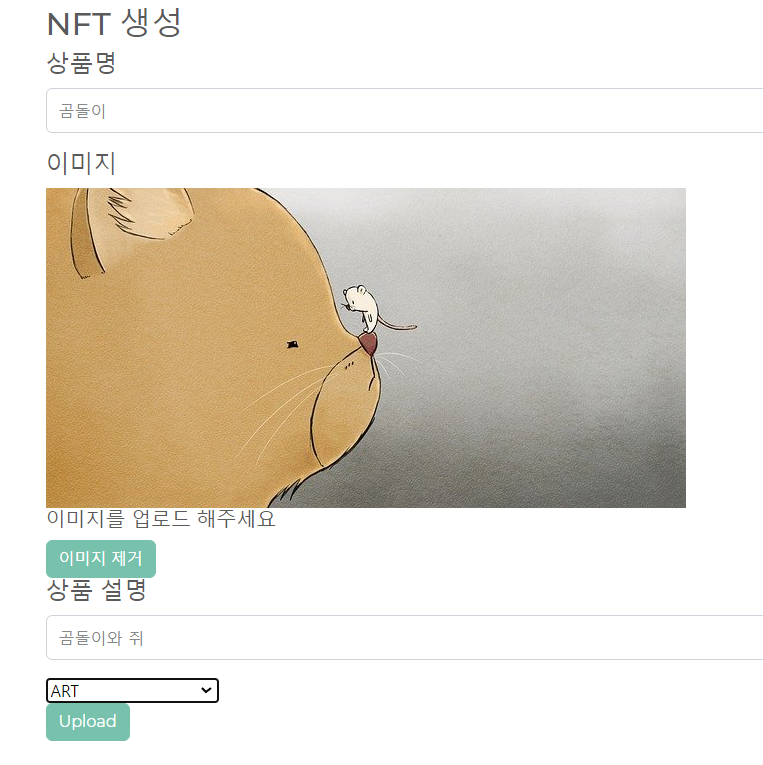 NFT 생성
상품명
곰돌이
이미지
이미지를 업로드 해주세요
이미지 제거
상품 설명
곰돌이와 쥐
ART
Upload